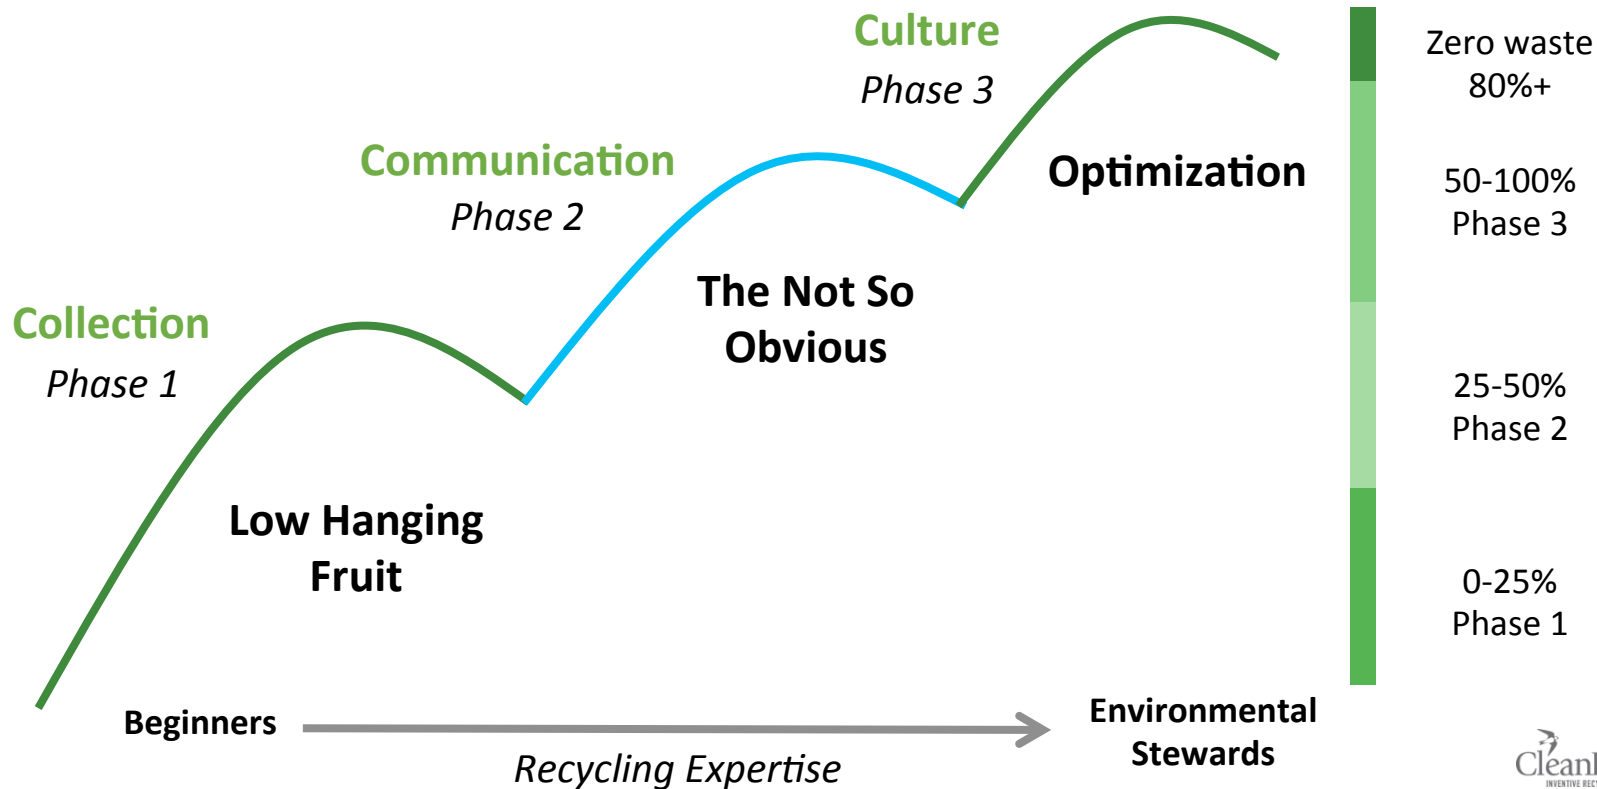 Culture
Phase 3
Zero waste
80%+
Communication
Phase 2
Optimization
50-100%
Phase 3
The Not So
Obvious
Collection
Phase 1
25-50%
Phase 2
Low Hanging
Fruit
0-25%
Phase 1
Beginners
Environmental
Stewards
Recycling Expertise
INVENTIVE